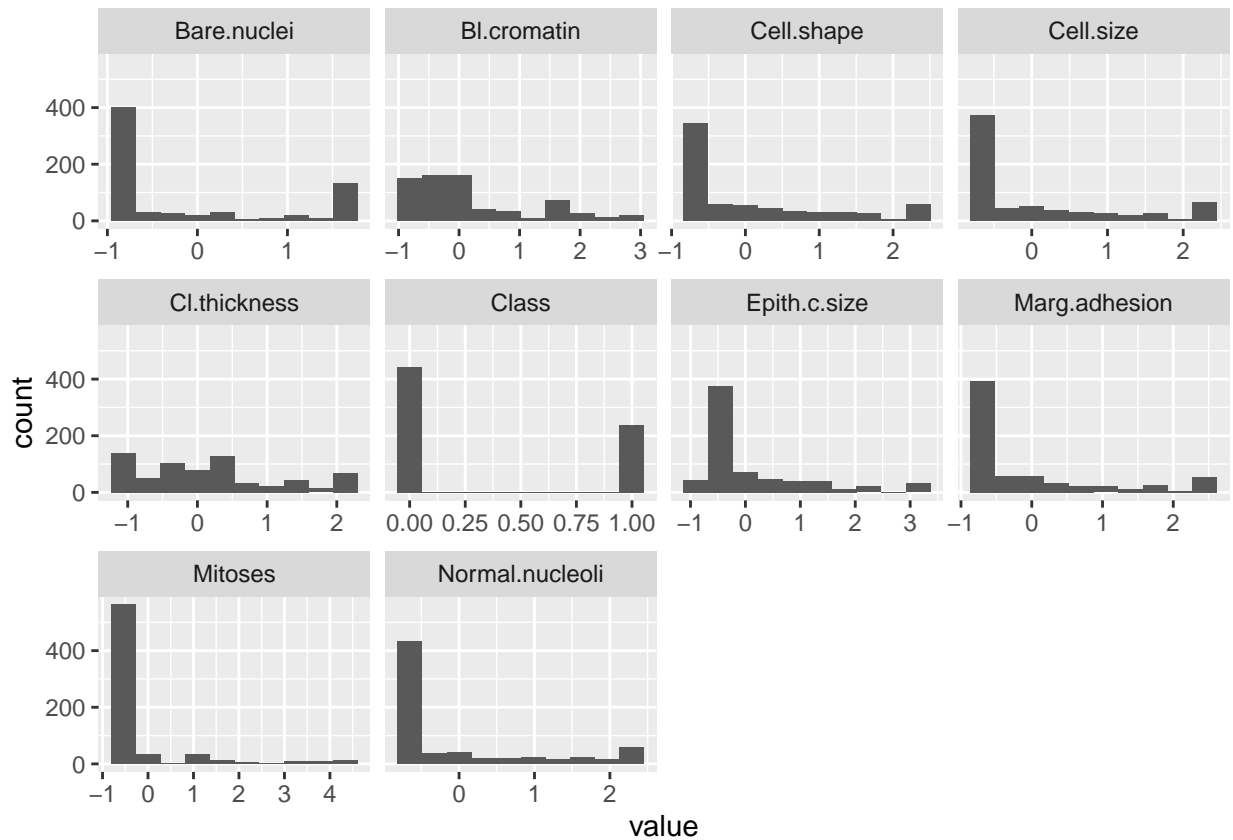 Bare.nuclei Bl.cromatin Cell.shape Cell.size
400
200
0
−1 0 1 −1 0 1 2 3 −1 0 1 2 0 1 2
Cl.thickness Class Epith.c.size Marg.adhesion
count
400
200
0
−1 0 1 2 0.00 0.25 0.50 0.75 1.00 −1 0 1 2 3 −1 0 1 2
Mitoses Normal.nucleoli
400
200
0
−1 0 1 2 3 4 0 1 2
value